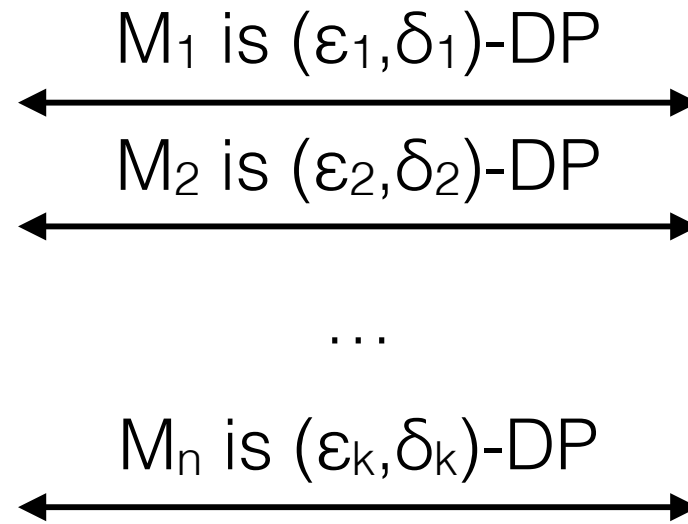 M₁ is (ε₁,δ₁)-DP
M₂ is (ε₂,δ₂)-DP
...
Mₙ is (εₖ,δₖ)-DP